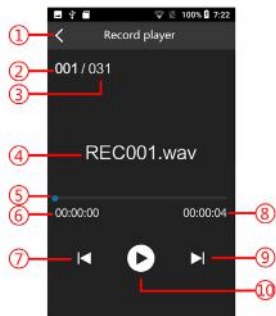 100% 7:22
① Record player
② 001 / 031
③
④ REC001.wav
⑤
⑥ 00:00:00 00:00:04 ⑧
⑦ ⑨
⑩